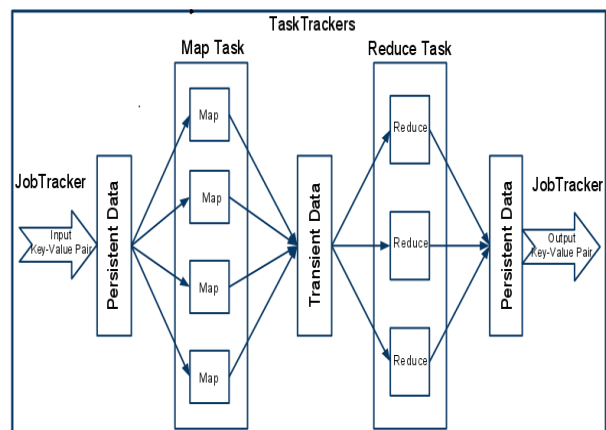 TaskTrackers
Map Task
Reduce Task
Map
Map
Map
Map
Reduce
Reduce
Reduce
JobTracker
Input
Key-Value Pair
Persistent Data
Transient Data
Persistent Data
JobTracker
Output
Key-Value Pair